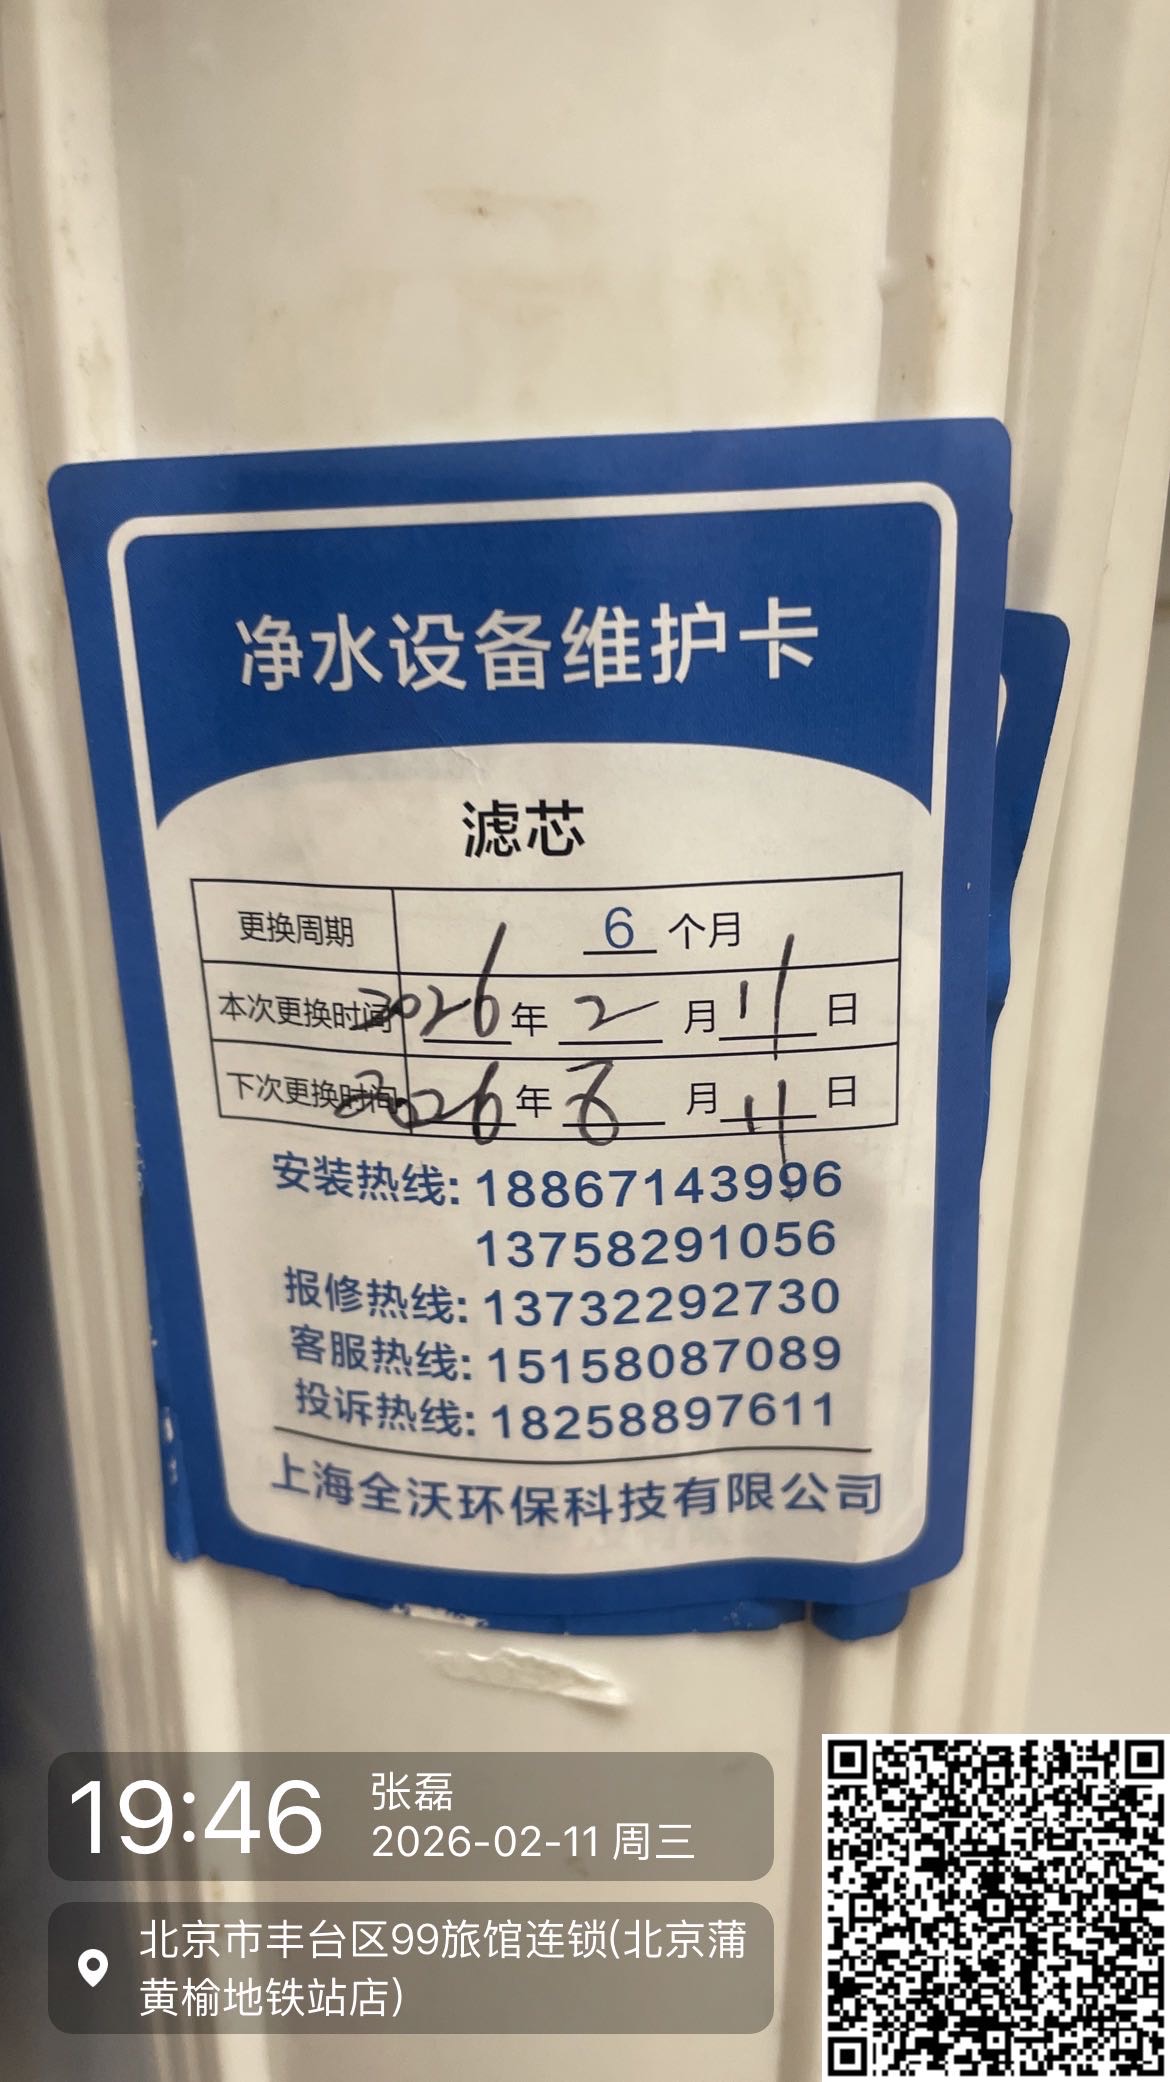 净水设备维护卡
滤芯
更换周期 6 个月
本次更换时间 2026 年 2 月 11 日
下次更换时间 2026 年 8 月 11 日
安装热线: 18867143996
13758291056
报修热线: 13732292730
客服热线: 15158087089
投诉热线: 18258897611
上海全沃环保科技有限公司
19:46
张磊
2026-02-11 周三
北京市丰台区99旅馆连锁(北京蒲
黄榆地铁站店)